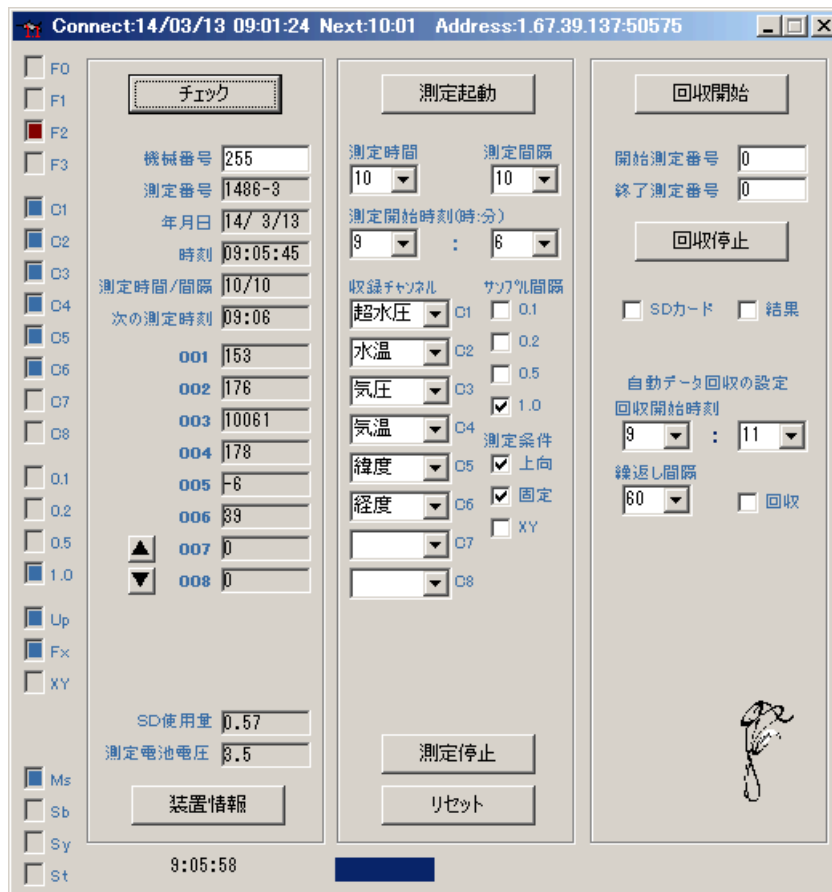 Connect:14/03/13 09:01:24 Next:10:01 Address:1.67.39.137:50575
F0
F1
F2
F3
C1
C2
C3
C4
C5
C6
C7
C8
0.1
0.2
0.5
1.0
Up
Fx
XY
Ms
Sb
Sy
St
チェック
機械番号 255
測定番号 1486-3
年月日 14/ 3/13
時刻 09:05:45
測定時間/間隔 10/10
次の測定時刻 09:06
001 153
002 176
003 10061
004 178
005 -6
006 39
007 0
008 0
SD使用量 0.57
測定電池電圧 3.5
装置情報
9:05:58
測定起動
測定時間 測定間隔
10 10
測定開始時刻(時:分)
9 : 6
収録チャンネル サンプル間隔
超水圧 C1 0.1
水温 C2 0.2
気圧 C3 0.5
1.0
気温 C4
測定条件
緯度 C5 上向
経度 C6 固定
XY
C7
C8
測定停止
リセット
回収開始
開始測定番号 0
終了測定番号 0
回収停止
SDカード 結果
自動データ回収の設定
回収開始時刻
9 : 11
繰返し間隔
60 回収